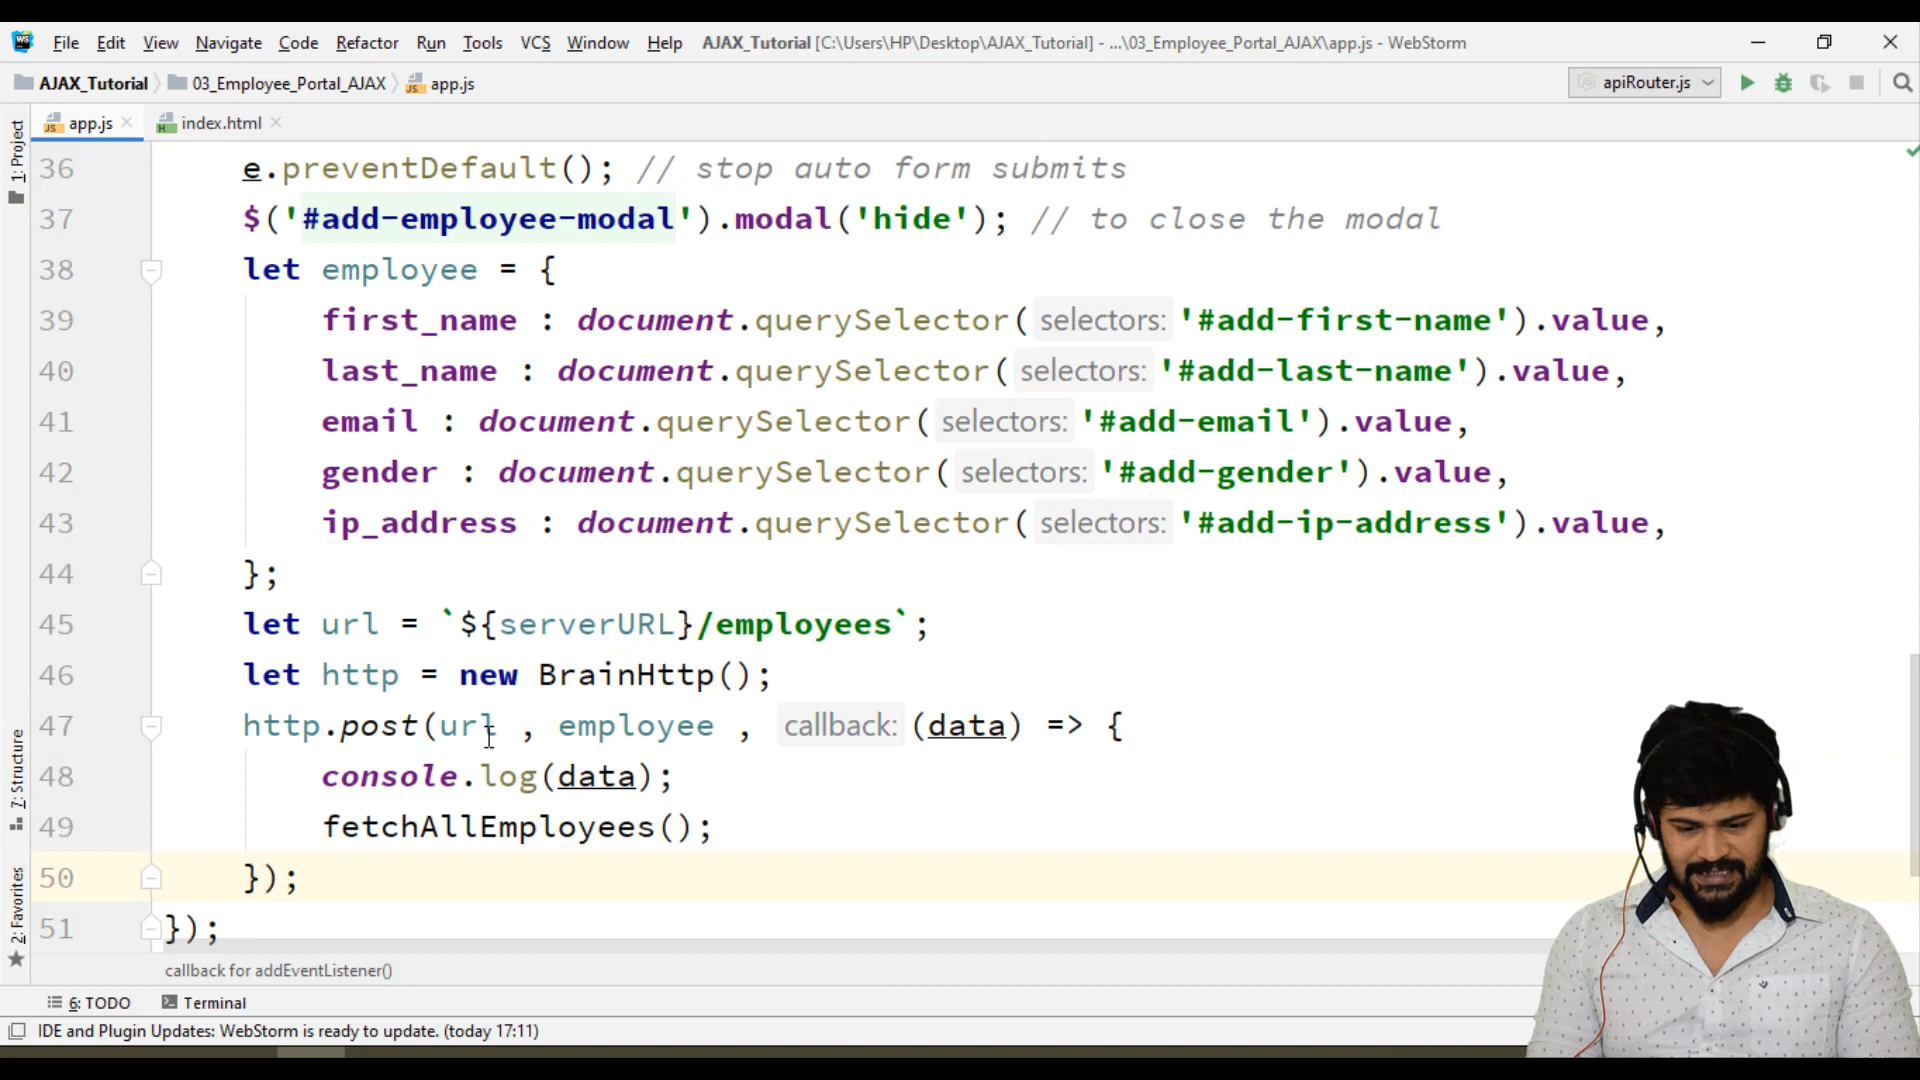 WS File Edit View Navigate Code Refactor Run Tools VCS Window Help AJAX_Tutorial [C:\Users\HP\Desktop\AJAX_Tutorial] - ...\03_Employee_Portal_AJAX\app.js - WebStorm
AJAX_Tutorial 03_Employee_Portal_AJAX JS app.js apiRouter.js
JS app.js H index.html
1: Project
36 e.preventDefault(); // stop auto form submits
37 $('#add-employee-modal').modal('hide'); // to close the modal
38 let employee = {
39 first_name : document.querySelector( selectors: '#add-first-name').value,
40 last_name : document.querySelector( selectors: '#add-last-name').value,
41 email : document.querySelector( selectors: '#add-email').value,
42 gender : document.querySelector( selectors: '#add-gender').value,
43 ip_address : document.querySelector( selectors: '#add-ip-address').value,
44 };
45 let url = `${serverURL}/employees`;
46 let http = new BrainHttp();
47 http.post(url , employee , callback: (data) => {
48 console.log(data);
49 fetchAllEmployees();
50 });
51 });
7: Structure
2: Favorites
callback for addEventListener()
6: TODO Terminal
IDE and Plugin Updates: WebStorm is ready to update. (today 17:11)